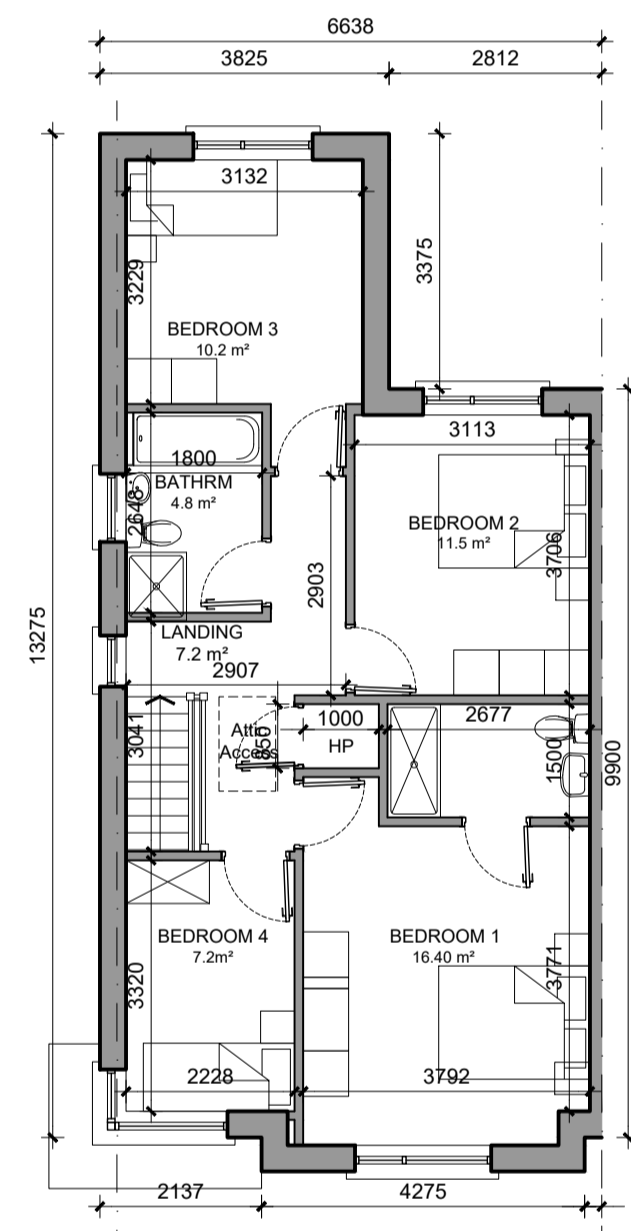 6638
3825
2812
3132
3375
3229
BEDROOM 3
10.2 m²
3113
1800
BATHRM
4.8 m²
2648
BEDROOM 2
11.5 m²
3706
2903
13275
LANDING
7.2 m²
2907
3041
Attic
Access
850
1000
HP
2677
1500
9900
BEDROOM 4
7.2m²
BEDROOM 1
16.40 m²
3320
3771
2228
3792
2137
4275